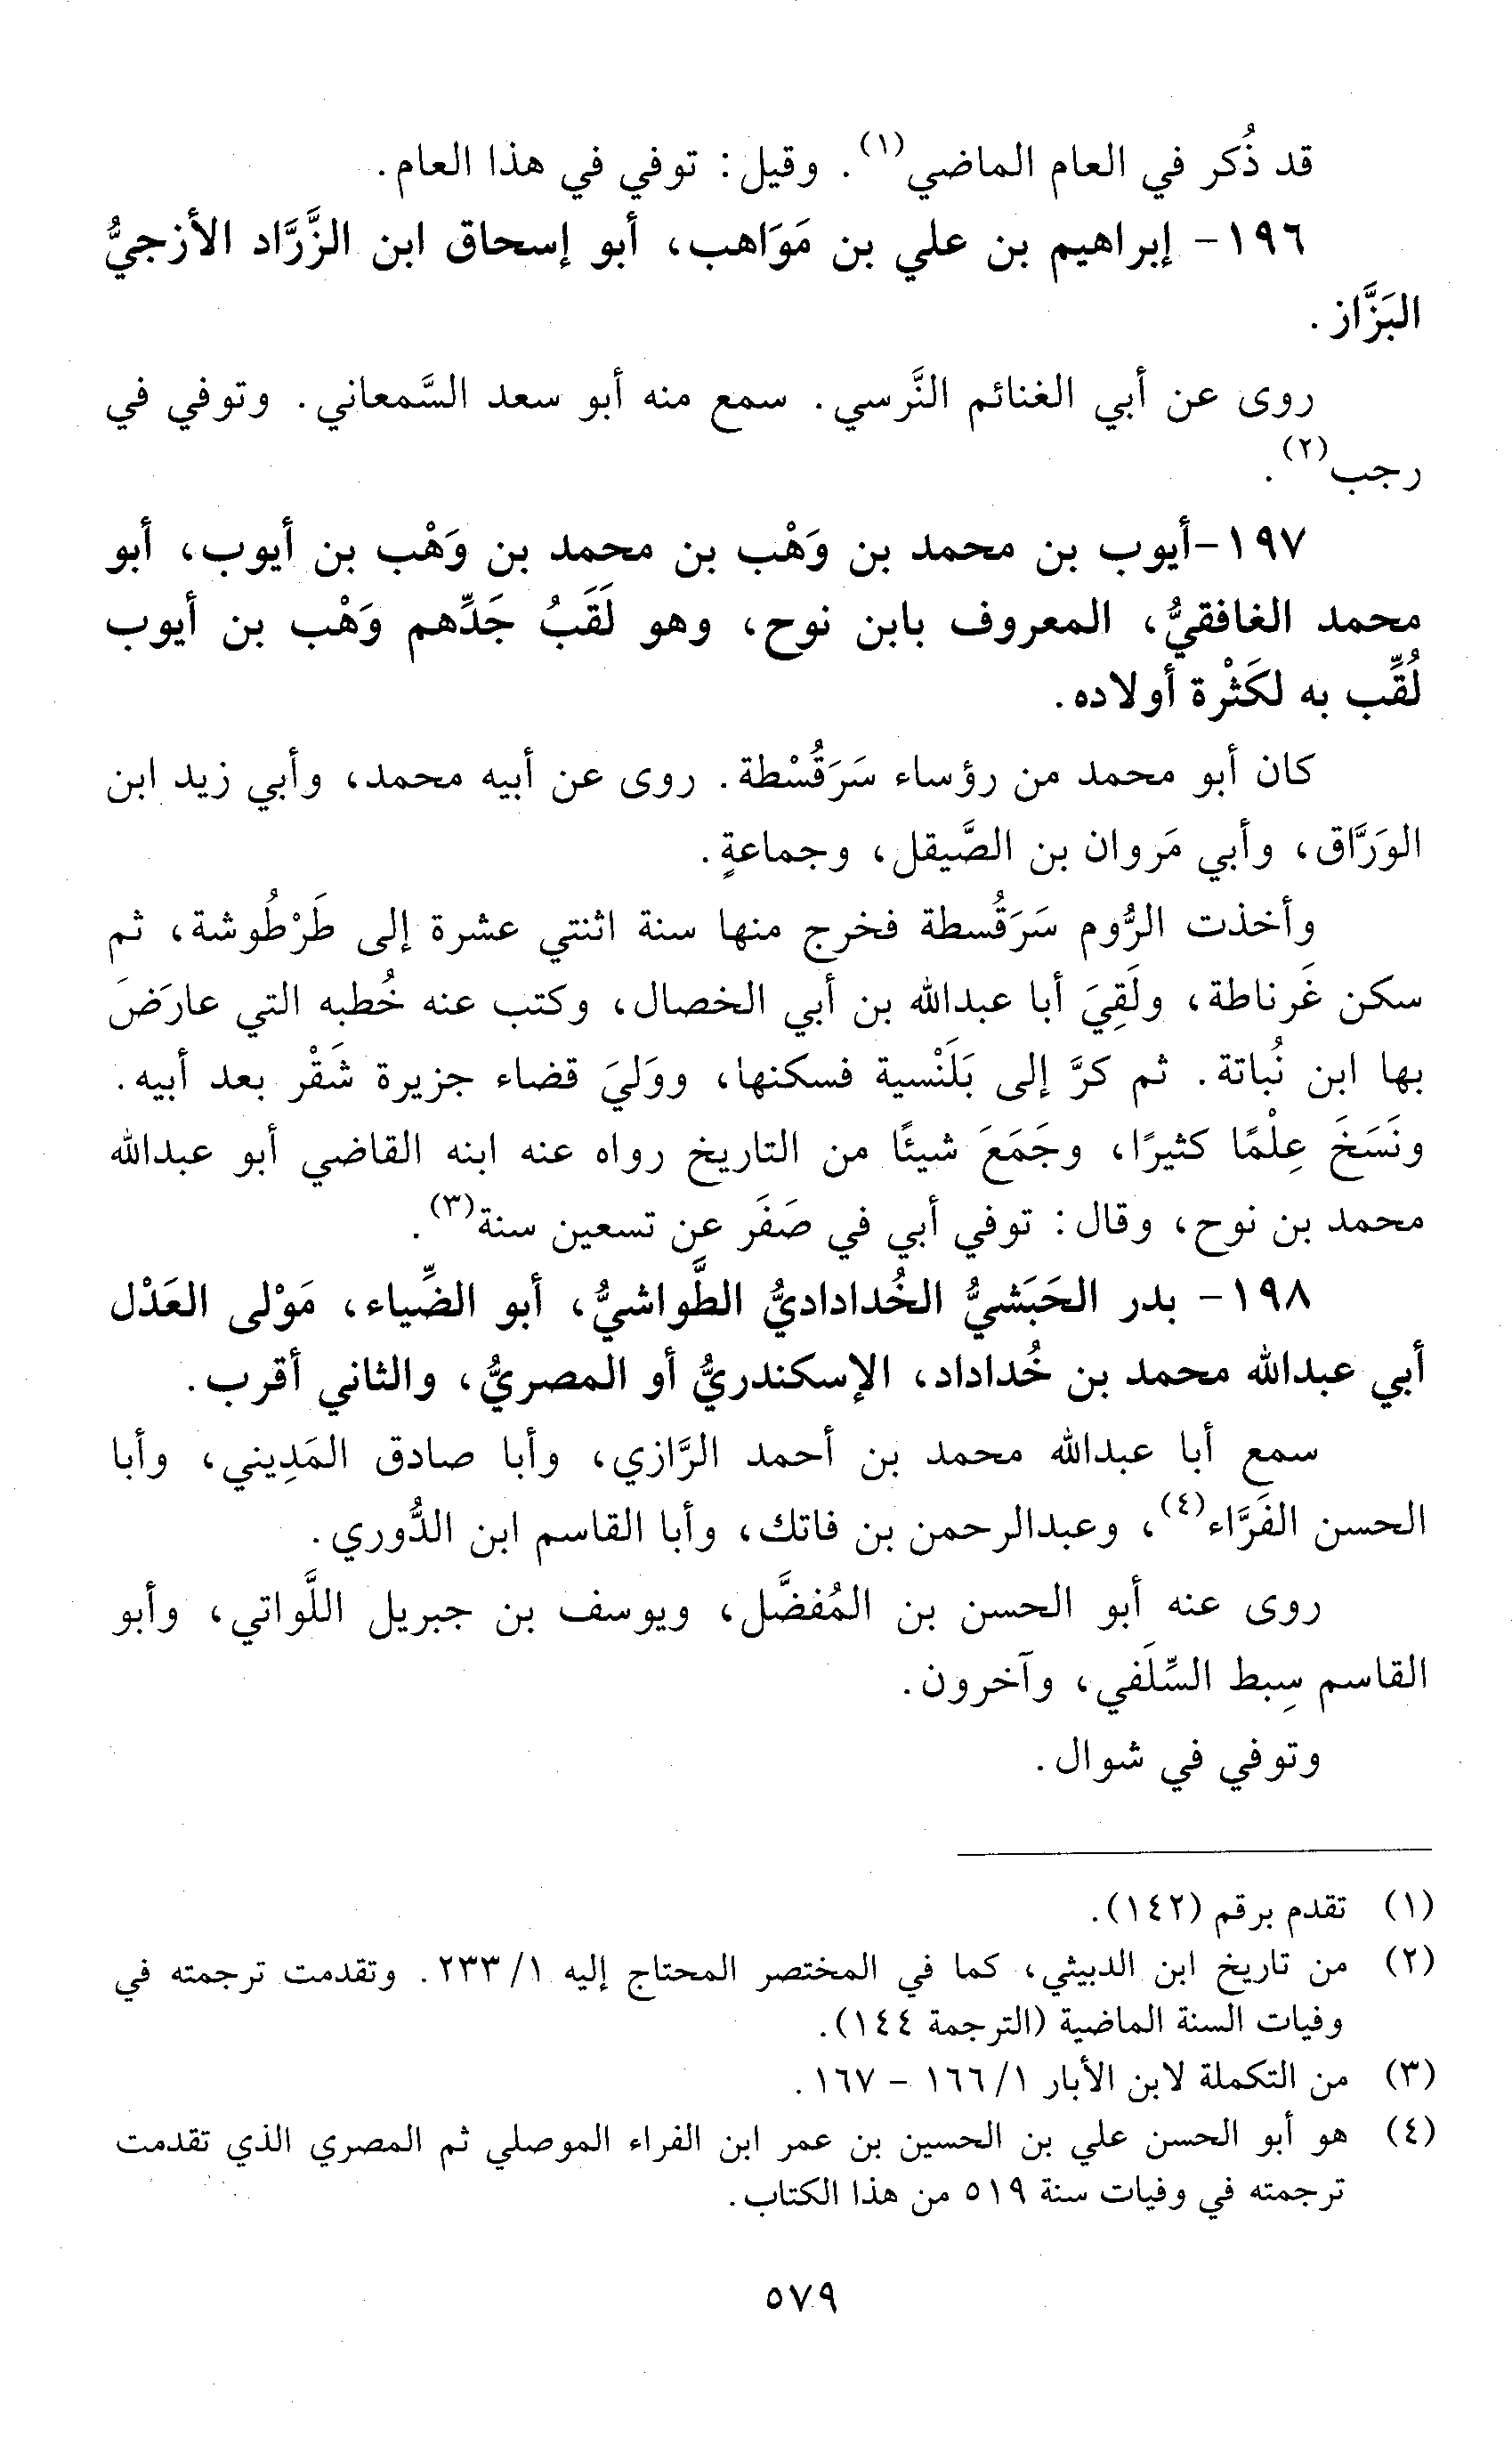 قد ذُكر في العام الماضي(١). وقيل: توفي في هذا العام.
١٩٦- إبراهيم بن علي بن مَوَاهب، أبو إسحاق ابن الزَّرَّاد الأزجيُّ
البَزَّاز.
روى عن أبي الغنائم النَّرسي. سمع منه أبو سعد السَّمعاني. وتوفي في
رجب(٢).
١٩٧-أيوب بن محمد بن وَهْب بن محمد بن وَهْب بن أيوب، أبو
محمد الغافقيُّ، المعروف بابن نوح، وهو لَقَبُ جَدِّهم وَهْب بن أيوب
لُقِّب به لكَثْرة أولاده.
كان أبو محمد من رؤساء سَرَقُسْطة. روى عن أبيه محمد، وأبي زيد ابن
الوَرَّاق، وأبي مَروان بن الصَّيقل، وجماعةٍ.
وأخذت الرُّوم سَرَقُسطة فخرج منها سنة اثنتي عشرة إلى طَرْطُوشة، ثم
سكن غَرناطة، ولَقِيَ أبا عبدالله بن أبي الخصال، وكتب عنه خُطبه التي عارَضَ
بها ابن نُباتة. ثم كرَّ إلى بَلَنْسية فسكنها، ووَليَ قضاء جزيرة شَقْر بعد أبيه.
ونَسَخَ عِلْمًا كثيرًا، وجَمَعَ شيئًا من التاريخ رواه عنه ابنه القاضي أبو عبدالله
محمد بن نوح، وقال: توفي أبي في صَفَر عن تسعين سنة(٣).
١٩٨- بدر الحَبَشيُّ الخُداداديُّ الطَّواشيُّ، أبو الضِّياء، مَوْلى العَدْل
أبي عبدالله محمد بن خُداداد، الإسكندريُّ أو المصريُّ، والثاني أقرب.
سمع أبا عبدالله محمد بن أحمد الرَّازي، وأبا صادق المَدِيني، وأبا
الحسن الفَرَّاء(٤)، وعبدالرحمن بن فاتك، وأبا القاسم ابن الدُّوري.
روى عنه أبو الحسن بن المُفضَّل، ويوسف بن جبريل اللَّواتي، وأبو
القاسم سِبط السِّلَفي، وآخرون.
وتوفي في شوال.
(١) تقدم برقم (١٤٢).
(٢) من تاريخ ابن الدبيثي، كما في المختصر المحتاج إليه ١/ ٢٣٣. وتقدمت ترجمته في
وفيات السنة الماضية (الترجمة ١٤٤).
(٣) من التكملة لابن الأبار ١/ ١٦٦ - ١٦٧.
(٤) هو أبو الحسن علي بن الحسين بن عمر ابن الفراء الموصلي ثم المصري الذي تقدمت
ترجمته في وفيات سنة ٥١٩ من هذا الكتاب.
٥٧٩